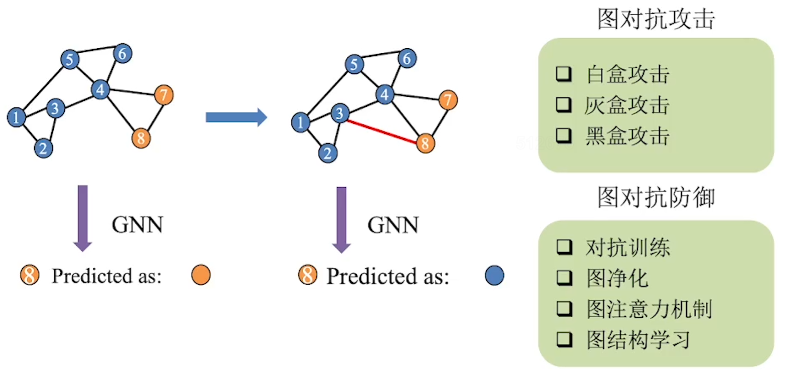 图对抗攻击
5
6
4
7
1
3
2
8
5
6
4
7
1
3
2
8
白盒攻击
灰盒攻击
黑盒攻击
图对抗防御
GNN
GNN
8 Predicted as:
8 Predicted as:
对抗训练
图净化
图注意力机制
图结构学习